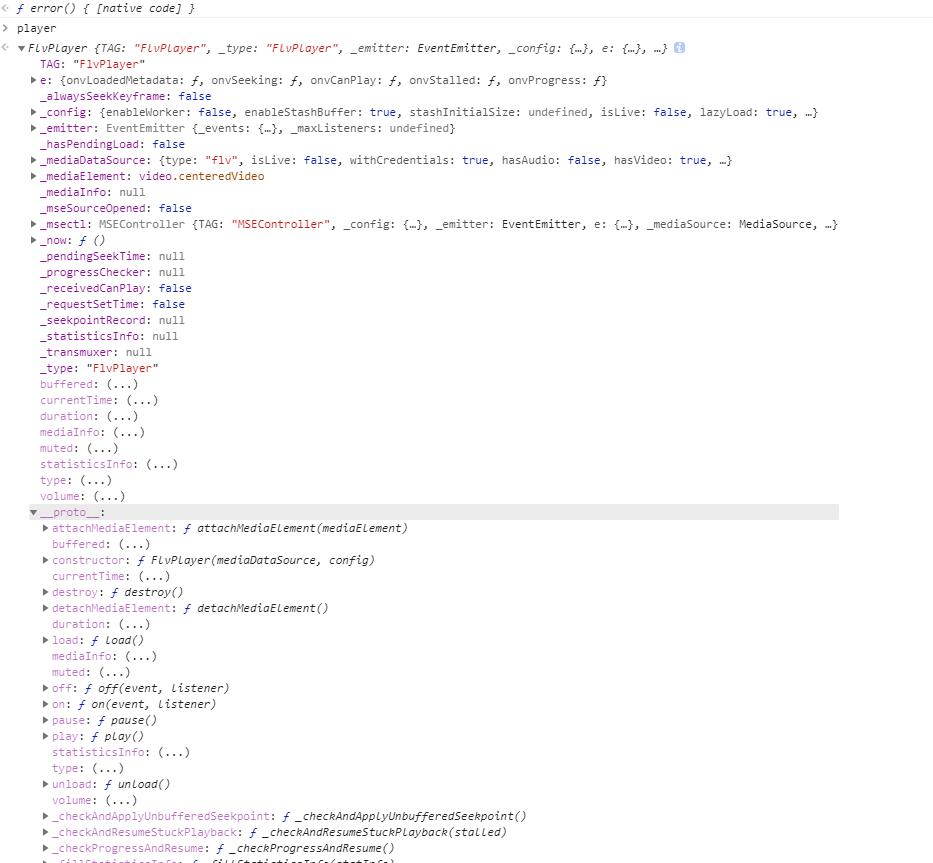 ƒ error() { [native code] }
player
FlvPlayer {TAG: "FlvPlayer", _type: "FlvPlayer", _emitter: EventEmitter, _config: {…}, e: {…}, …} i
TAG: "FlvPlayer"
e: {onvLoadedMetadata: ƒ, onvSeeking: ƒ, onvCanPlay: ƒ, onvStalled: ƒ, onvProgress: ƒ}
_alwaysSeekKeyframe: false
_config: {enableWorker: false, enableStashBuffer: true, stashInitialSize: undefined, isLive: false, lazyLoad: true, …}
_emitter: EventEmitter {_events: {…}, _maxListeners: undefined}
_hasPendingLoad: false
_mediaDataSource: {type: "flv", isLive: false, withCredentials: true, hasAudio: false, hasVideo: true, …}
_mediaElement: video.centeredVideo
_mediaInfo: null
_mseSourceOpened: false
_msectl: MSEController {TAG: "MSEController", _config: {…}, _emitter: EventEmitter, e: {…}, _mediaSource: MediaSource, …}
_now: ƒ ()
_pendingSeekTime: null
_progressChecker: null
_receivedCanPlay: false
_requestSetTime: false
_seekpointRecord: null
_statisticsInfo: null
_transmuxer: null
_type: "FlvPlayer"
buffered: (...)
currentTime: (...)
duration: (...)
mediaInfo: (...)
muted: (...)
statisticsInfo: (...)
type: (...)
volume: (...)
__proto__:
attachMediaElement: ƒ attachMediaElement(mediaElement)
buffered: (...)
constructor: ƒ FlvPlayer(mediaDataSource, config)
currentTime: (...)
destroy: ƒ destroy()
detachMediaElement: ƒ detachMediaElement()
duration: (...)
load: ƒ load()
mediaInfo: (...)
muted: (...)
off: ƒ off(event, listener)
on: ƒ on(event, listener)
pause: ƒ pause()
play: ƒ play()
statisticsInfo: (...)
type: (...)
unload: ƒ unload()
volume: (...)
_checkAndApplyUnbufferedSeekpoint: ƒ _checkAndApplyUnbufferedSeekpoint()
_checkAndResumeStuckPlayback: ƒ _checkAndResumeStuckPlayback(stalled)
_checkProgressAndResume: ƒ _checkProgressAndResume()
_fillStatisticsInfo: ƒ _fillStatisticsInfo(statInfo)